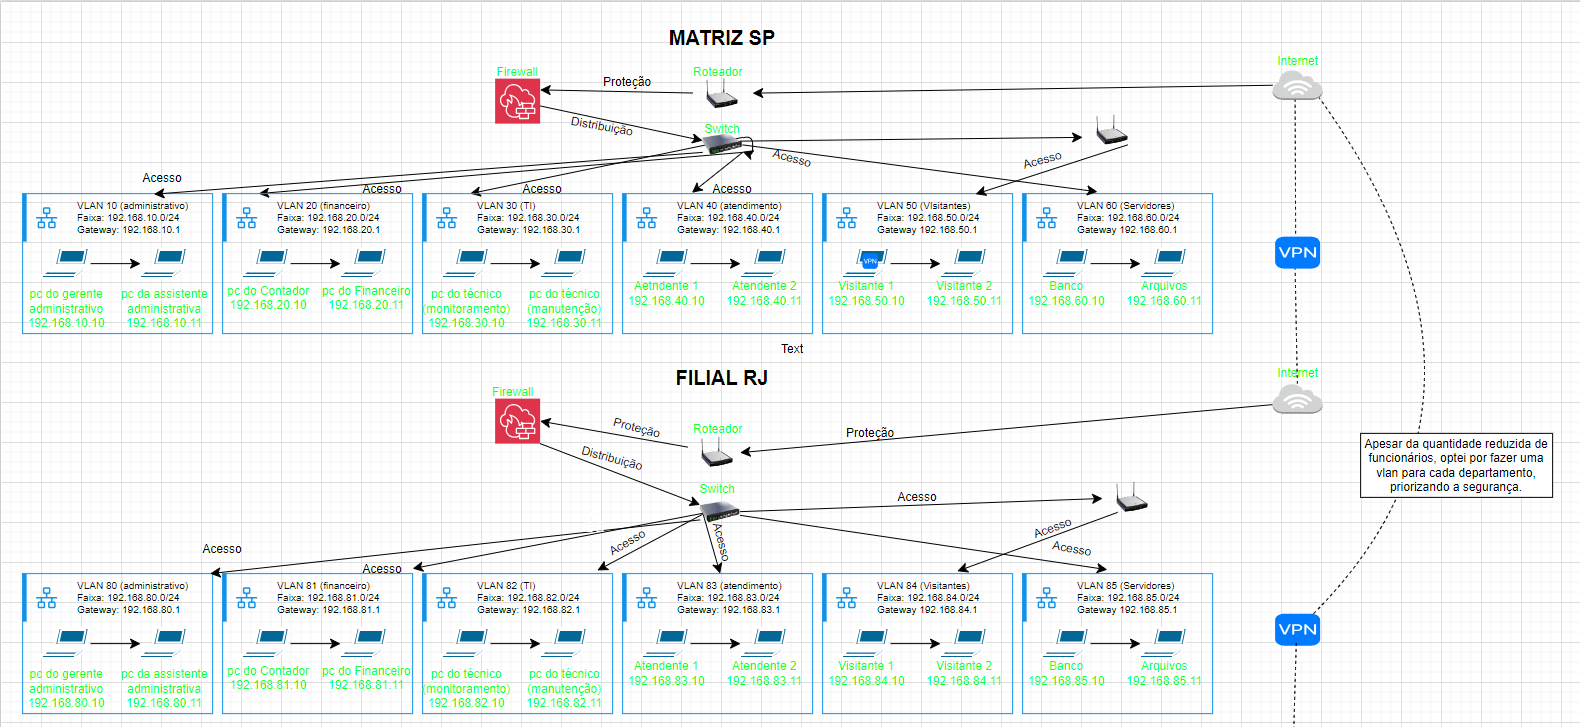 MATRIZ SP
Firewall
Proteção
Roteador
Internet
Distribuição
Switch
Acesso
Acesso
Acesso
Acesso
Acesso
Acesso
VLAN 10 (administrativo)
Faixa: 192.168.10.0/24
Gateway: 192.168.10.1
pc do gerente
administrativo
192.168.10.10
pc da assistente
administrativa
192.168.10.11
VLAN 20 (financeiro)
Faixa: 192.168.20.0/24
Gateway: 192.168.20.1
pc do Contador
192.168.20.10
pc do Financeiro
192.168.20.11
VLAN 30 (TI)
Faixa: 192.168.30.0/24
Gateway: 192.168.30.1
pc do técnico
(monitoramento)
192.168.30.10
pc do técnico
(manutenção)
192.168.30.11
VLAN 40 (atendimento)
Faixa: 192.168.40.0/24
Gateway: 192.168.40.1
Aetndente 1
192.168.40.10
Atendente 2
192.168.40.11
VLAN 50 (VIsitantes)
Faixa: 192.168.50.0/24
Gateway: 192.168.50.1
VPN
Visitante 1
192.168.50.10
Visitante 2
192.168.50.11
VLAN 60 (Servidores)
Faixa: 192.168.60.0/24
Gateway 192.168.60.1
Banco
192.168.60.10
Arquivos
192.168.60.11
VPN
Text
FILIAL RJ
Internet
Firewall
Proteção
Roteador
Proteção
Distribuição
Switch
Acesso
Acesso
Acesso
Acesso
Acesso
Acesso
Acesso
Apesar da quantidade reduzida de
funcionários, optei por fazer uma
vlan para cada departamento,
priorizando a segurança.
VLAN 80 (administrativo)
Faixa: 192.168.80.0/24
Gateway: 192.168.80.1
pc do gerente
administrativo
192.168.80.10
pc da assistente
administrativa
192.168.80.11
VLAN 81 (financeiro)
Faixa: 192.168.81.0/24
Gateway: 192.168.81.1
pc do Contador
192.168.81.10
pc do Financeiro
192.168.81.11
VLAN 82 (TI)
Faixa: 192.168.82.0/24
Gateway: 192.168.82.1
pc do técnico
(monitoramento)
192.168.82.10
pc do técnico
(manutenção)
192.168.82.11
VLAN 83 (atendimento)
Faixa: 192.168.83.0/24
Gateway: 192.168.83.1
Atendente 1
192.168.83.10
Atendente 2
192.168.83.11
VLAN 84 (Visitantes)
Faixa: 192.168.84.0/24
Gateway 192.168.84.1
Visitante 1
192.168.84.10
Visitante 2
192.168.84.11
VLAN 85 (Servidores)
Faixa: 192.168.85.0/24
Gateway 192.168.85.1
Banco
192.168.85.10
Arquivos
192.168.85.11
VPN